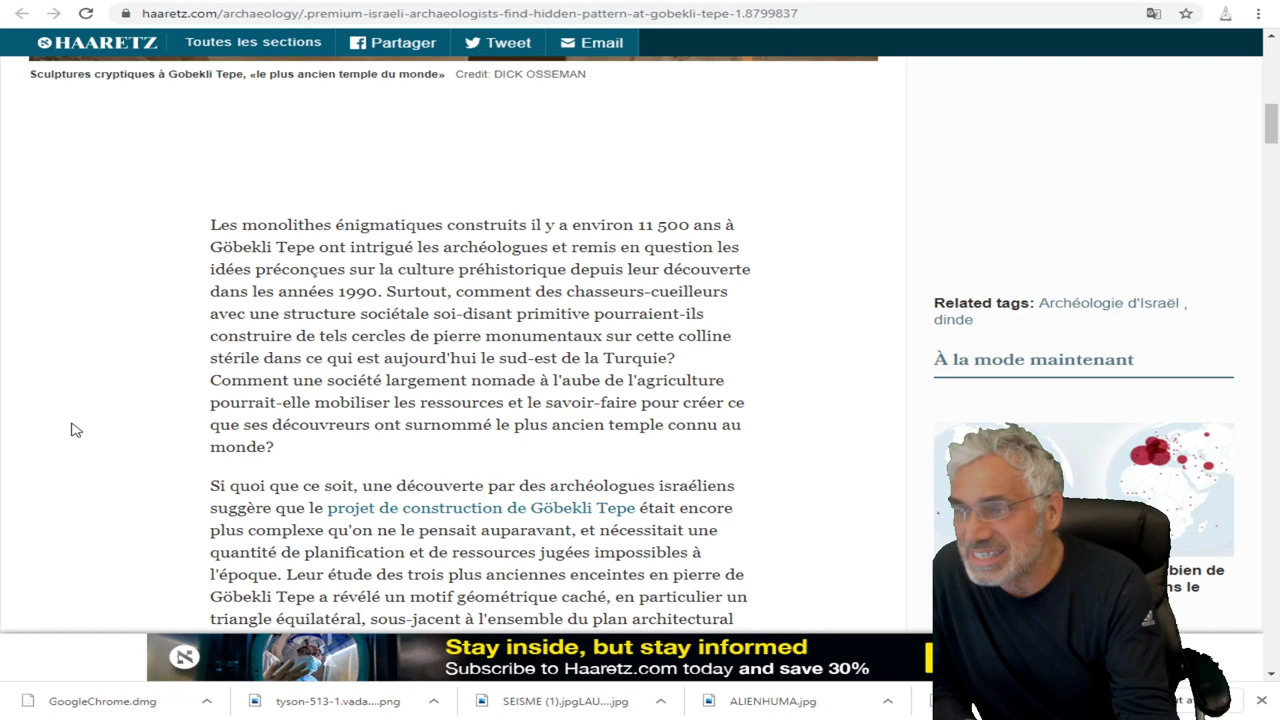 haaretz.com/archaeology/.premium-israeli-archaeologists-find-hidden-pattern-at-gobekli-tepe-1.8799837
HAARETZ Toutes les sections Partager Tweet Email
Sculptures cryptiques à Gobekli Tepe, «le plus ancien temple du monde» Credit: DICK OSSEMAN
Les monolithes énigmatiques construits il y a environ 11 500 ans à
Göbekli Tepe ont intrigué les archéologues et remis en question les
idées préconçues sur la culture préhistorique depuis leur découverte
dans les années 1990. Surtout, comment des chasseurs-cueilleurs
avec une structure sociétale soi-disant primitive pourraient-ils
construire de tels cercles de pierre monumentaux sur cette colline
stérile dans ce qui est aujourd'hui le sud-est de la Turquie?
Comment une société largement nomade à l'aube de l'agriculture
pourrait-elle mobiliser les ressources et le savoir-faire pour créer ce
que ses découvreurs ont surnommé le plus ancien temple connu au
monde?
Si quoi que ce soit, une découverte par des archéologues israéliens
suggère que le projet de construction de Göbekli Tepe était encore
plus complexe qu'on ne le pensait auparavant, et nécessitait une
quantité de planification et de ressources jugées impossibles à
l'époque. Leur étude des trois plus anciennes enceintes en pierre de
Göbekli Tepe a révélé un motif géométrique caché, en particulier un
triangle équilatéral, sous-jacent à l'ensemble du plan architectural
Related tags: Archéologie d'Israël ,
dinde
À la mode maintenant
bien de
ns le
Stay inside, but stay informed
Subscribe to Haaretz.com today and save 30%
GoogleChrome.dmg
tyson-513-1.vada....png
SEISME (1).jpgLAU....jpg
ALIENHUMA.jpg